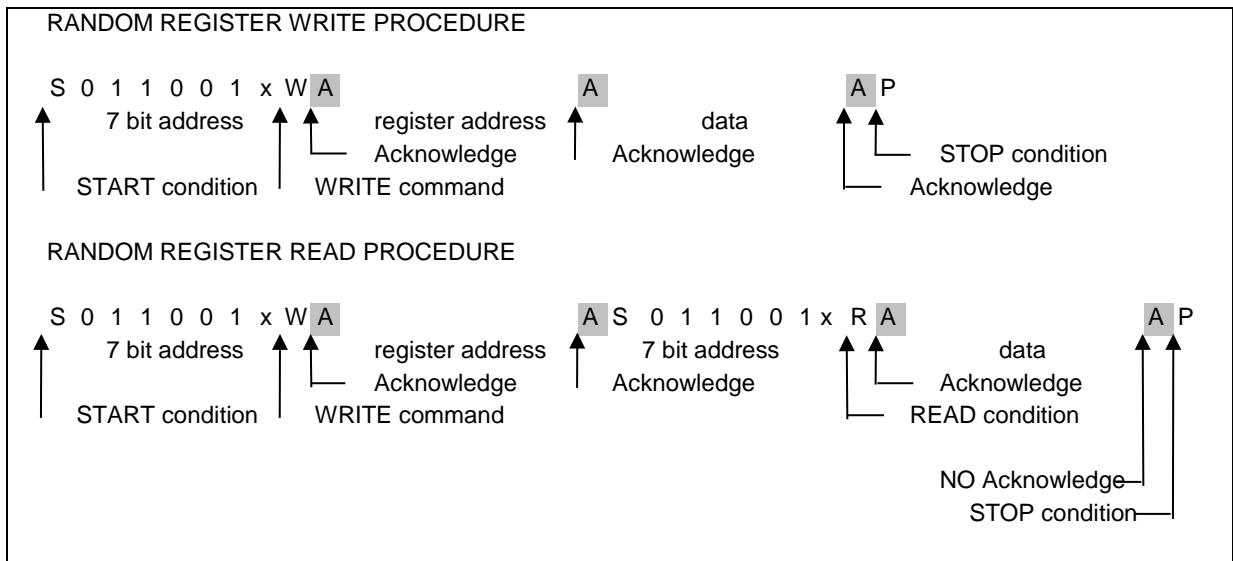 RANDOM REGISTER WRITE PROCEDURE
S 0 1 1 0 0 1 x W A A A P
7 bit address register address data
Acknowledge Acknowledge STOP condition
START condition WRITE command Acknowledge
RANDOM REGISTER READ PROCEDURE
S 0 1 1 0 0 1 x W A A S 0 1 1 0 0 1 x R A A P
7 bit address register address 7 bit address data
Acknowledge Acknowledge Acknowledge
START condition WRITE command READ condition
NO Acknowledge
STOP condition